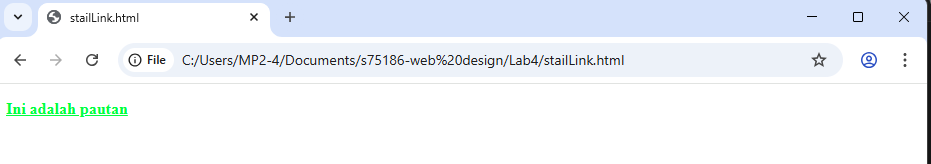 stailLink.html
File C:/Users/MP2-4/Documents/s75186-web%20design/Lab4/stailLink.html
Ini adalah pautan